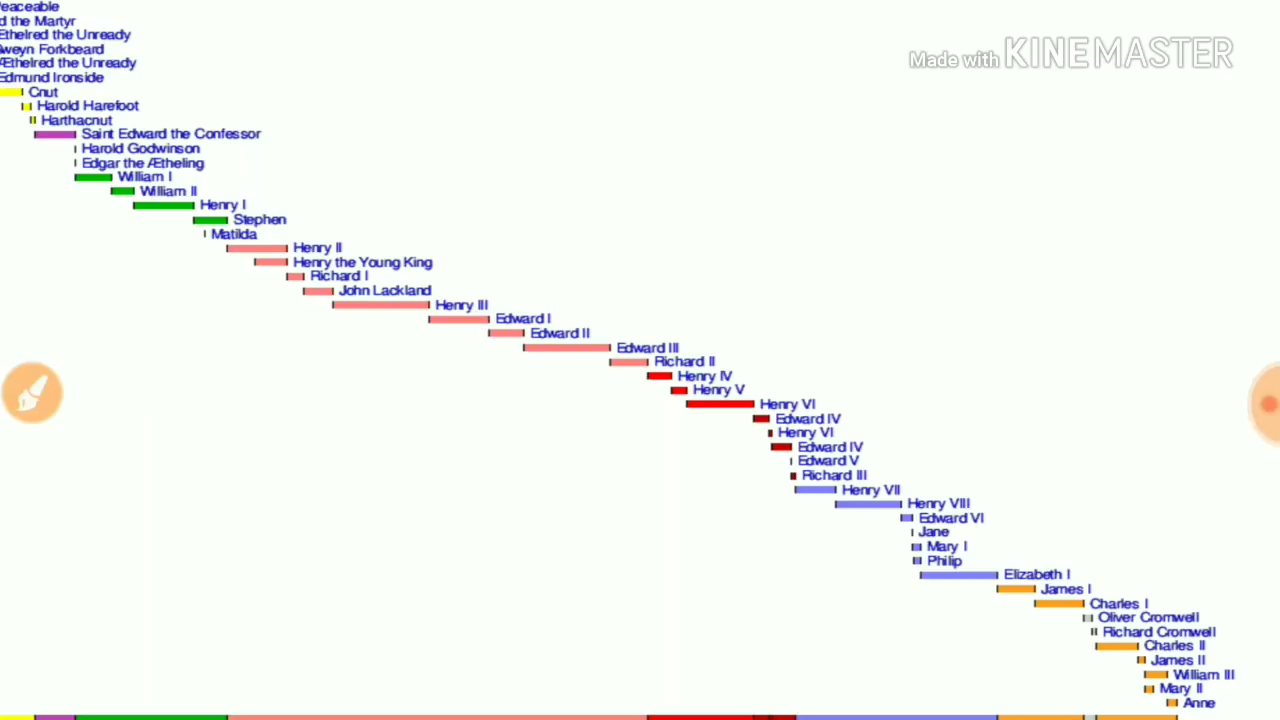 eaceable
d the Martyr
Ethelred the Unready
weyn Forkbeard
Æthelred the Unready
Edmund Ironside
Made with KINEMASTER
Cnut
Harold Harefoot
Harthacnut
Saint Edward the Confessor
Harold Godwinson
Edgar the Ætheling
William I
William II
Henry I
Stephen
Matilda
Henry II
Henry the Young King
Richard I
John Lackland
Henry III
Edward I
Edward II
Edward III
Richard II
Henry IV
Henry V
Henry VI
Edward IV
Henry VI
Edward IV
Edward V
Richard III
Henry VII
Henry VIII
Edward VI
Jane
Mary I
Philip
Elizabeth I
James I
Charles I
Oliver Cromwell
Richard Cromwell
Charles II
James II
William III
Mary II
Anne